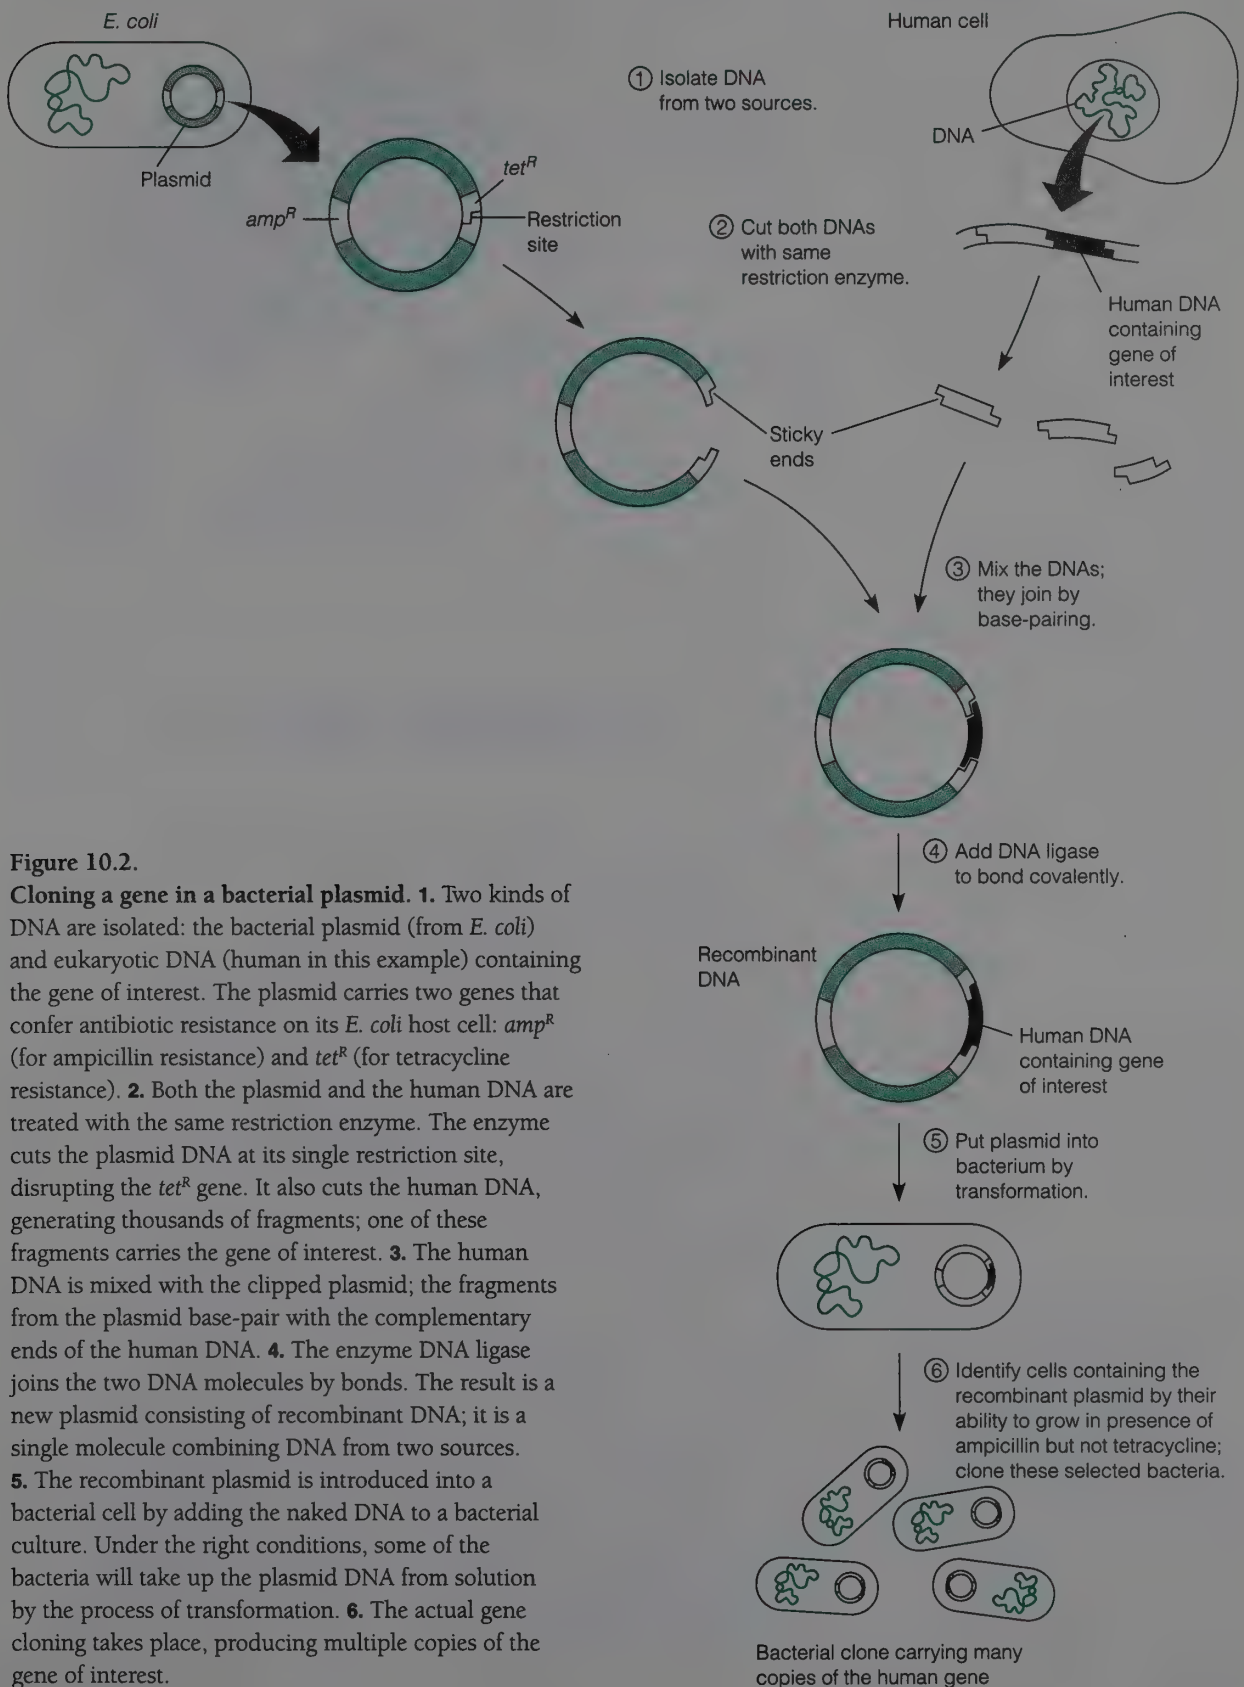 E. coli
Human cell
① Isolate DNA
from two sources.
DNA
Plasmid
tetR
ampR
Restriction
site
② Cut both DNAs
with same
restriction enzyme.
Human DNA
containing
gene of
interest
Sticky
ends
③ Mix the DNAs;
they join by
base-pairing.
④ Add DNA ligase
to bond covalently.
Recombinant
DNA
Human DNA
containing gene
of interest
⑤ Put plasmid into
bacterium by
transformation.
⑥ Identify cells containing the
recombinant plasmid by their
ability to grow in presence of
ampicillin but not tetracycline;
clone these selected bacteria.
Bacterial clone carrying many
copies of the human gene
Figure 10.2.
Cloning a gene in a bacterial plasmid. 1. Two kinds of
DNA are isolated: the bacterial plasmid (from E. coli)
and eukaryotic DNA (human in this example) containing
the gene of interest. The plasmid carries two genes that
confer antibiotic resistance on its E. coli host cell: ampR
(for ampicillin resistance) and tetR (for tetracycline
resistance). 2. Both the plasmid and the human DNA are
treated with the same restriction enzyme. The enzyme
cuts the plasmid DNA at its single restriction site,
disrupting the tetR gene. It also cuts the human DNA,
generating thousands of fragments; one of these
fragments carries the gene of interest. 3. The human
DNA is mixed with the clipped plasmid; the fragments
from the plasmid base-pair with the complementary
ends of the human DNA. 4. The enzyme DNA ligase
joins the two DNA molecules by bonds. The result is a
new plasmid consisting of recombinant DNA; it is a
single molecule combining DNA from two sources.
5. The recombinant plasmid is introduced into a
bacterial cell by adding the naked DNA to a bacterial
culture. Under the right conditions, some of the
bacteria will take up the plasmid DNA from solution
by the process of transformation. 6. The actual gene
cloning takes place, producing multiple copies of the
gene of interest.